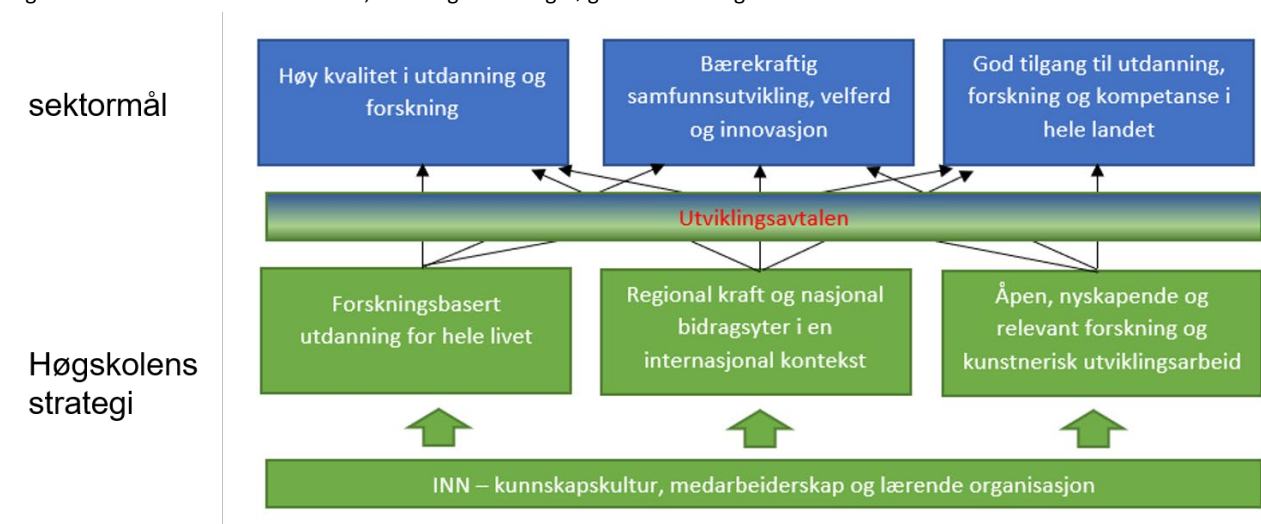 sektormål
Høy kvalitet i utdanning og
forskning
Bærekraftig
samfunnsutvikling, velferd
og innovasjon
God tilgang til utdanning,
forskning og kompetanse i
hele landet
Utviklingsavtalen
Høgskolens
strategi
Forskningsbasert
utdanning for hele livet
Regional kraft og nasjonal
bidragsyter i en
internasjonal kontekst
Åpen, nyskapende og
relevant forskning og
kunstnerisk utviklingsarbeid
INN – kunnskapskultur, medarbeiderskap og lærende organisasjon